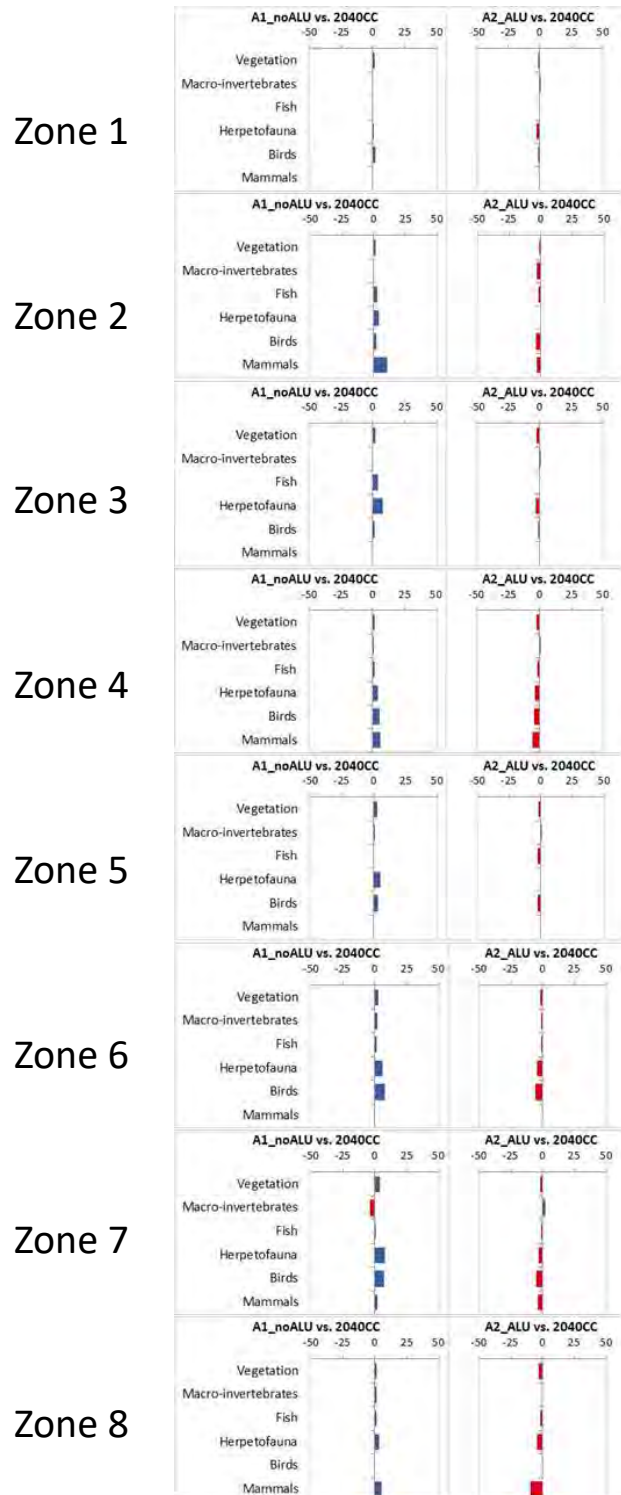 A1_noALU vs. 2040CC A2_ALU vs. 2040CC
-50 -25 0 25 50 -50 -25 0 25 50
Zone 1
Vegetation
Macro-invertebrates
Fish
Herpetofauna
Birds
Mammals
A1_noALU vs. 2040CC A2_ALU vs. 2040CC
-50 -25 0 25 50 -50 -25 0 25 50
Zone 2
Vegetation
Macro-invertebrates
Fish
Herpetofauna
Birds
Mammals
A1_noALU vs. 2040CC A2_ALU vs. 2040CC
-50 -25 0 25 50 -50 -25 0 25 50
Zone 3
Vegetation
Macro-invertebrates
Fish
Herpetofauna
Birds
Mammals
A1_noALU vs. 2040CC A2_ALU vs. 2040CC
-50 -25 0 25 50 -50 -25 0 25 50
Zone 4
Vegetation
Macro-invertebrates
Fish
Herpetofauna
Birds
Mammals
A1_noALU vs. 2040CC A2_ALU vs. 2040CC
-50 -25 0 25 50 -50 -25 0 25 50
Zone 5
Vegetation
Macro-invertebrates
Fish
Herpetofauna
Birds
Mammals
A1_noALU vs. 2040CC A2_ALU vs. 2040CC
-50 -25 0 25 50 -50 -25 0 25 50
Zone 6
Vegetation
Macro-invertebrates
Fish
Herpetofauna
Birds
Mammals
A1_noALU vs. 2040CC A2_ALU vs. 2040CC
-50 -25 0 25 50 -50 -25 0 25 50
Zone 7
Vegetation
Macro-invertebrates
Fish
Herpetofauna
Birds
Mammals
A1_noALU vs. 2040CC A2_ALU vs. 2040CC
-50 -25 0 25 50 -50 -25 0 25 50
Zone 8
Vegetation
Macro-invertebrates
Fish
Herpetofauna
Birds
Mammals